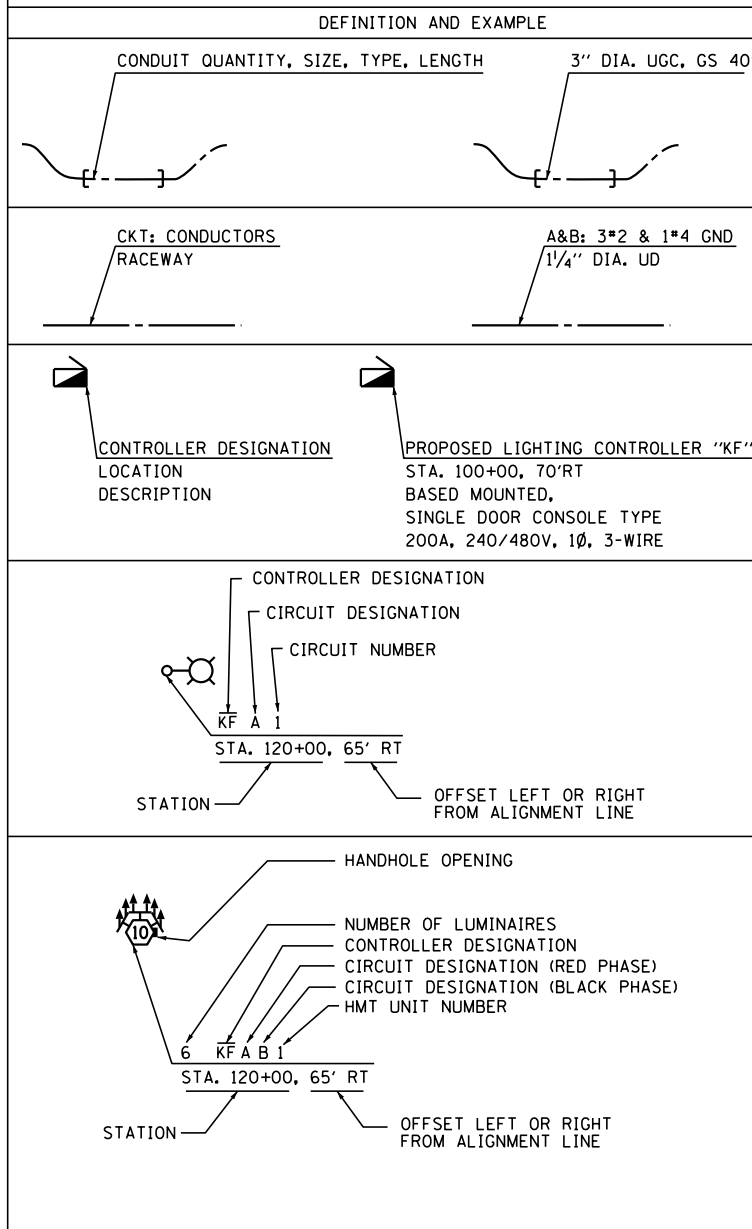 DEFINITION AND EXAMPLE
CONDUIT QUANTITY, SIZE, TYPE, LENGTH
3'' DIA. UGC, GS 40
CKT: CONDUCTORS
RACEWAY
A&B: 3#2 & 1#4 GND
1 1/4'' DIA. UD
CONTROLLER DESIGNATION
LOCATION
DESCRIPTION
PROPOSED LIGHTING CONTROLLER ''KF''
STA. 100+00, 70'RT
BASED MOUNTED,
SINGLE DOOR CONSOLE TYPE
200A, 240/480V, 1Ø, 3-WIRE
CONTROLLER DESIGNATION
CIRCUIT DESIGNATION
CIRCUIT NUMBER
KF A 1
STA. 120+00, 65' RT
STATION
OFFSET LEFT OR RIGHT
FROM ALIGNMENT LINE
HANDHOLE OPENING
10
NUMBER OF LUMINAIRES
CONTROLLER DESIGNATION
CIRCUIT DESIGNATION (RED PHASE)
CIRCUIT DESIGNATION (BLACK PHASE)
HMT UNIT NUMBER
6 KF A B 1
STA. 120+00, 65' RT
STATION
OFFSET LEFT OR RIGHT
FROM ALIGNMENT LINE